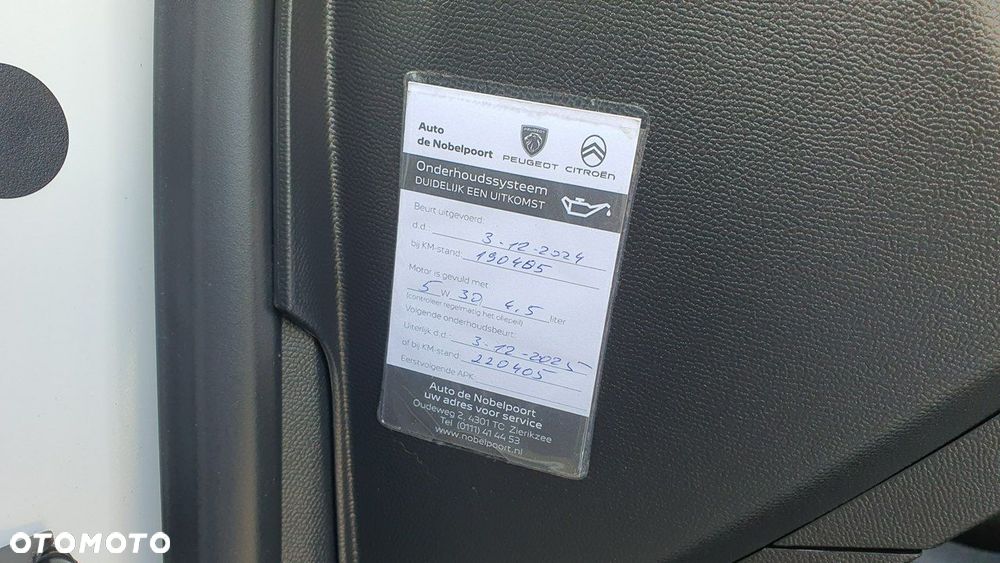 Auto
de Nobelpoort
PEUGEOT
PEUGEOT CITROËN
Onderhoudssysteem
DUIDELIJK EEN UITKOMST
Beurt uitgevoerd:
d.d.: 3-12-2024
bij KM-stand: 190485
Motor is gevuld met:
5 W 30, 4,5 liter
(controleer regelmatig het oliepeil)
Volgende onderhoudsbeurt:
Uiterlijk d.d.: 3-12-2025
of bij KM-stand: 220405
Eerstvolgende APK:
Auto de Nobelpoort
uw adres voor service
Oudeweg 2, 4301 TC Zierikzee
Tel (0111) 41 44 53
www.nobelpoort.nl
OTOMOTO